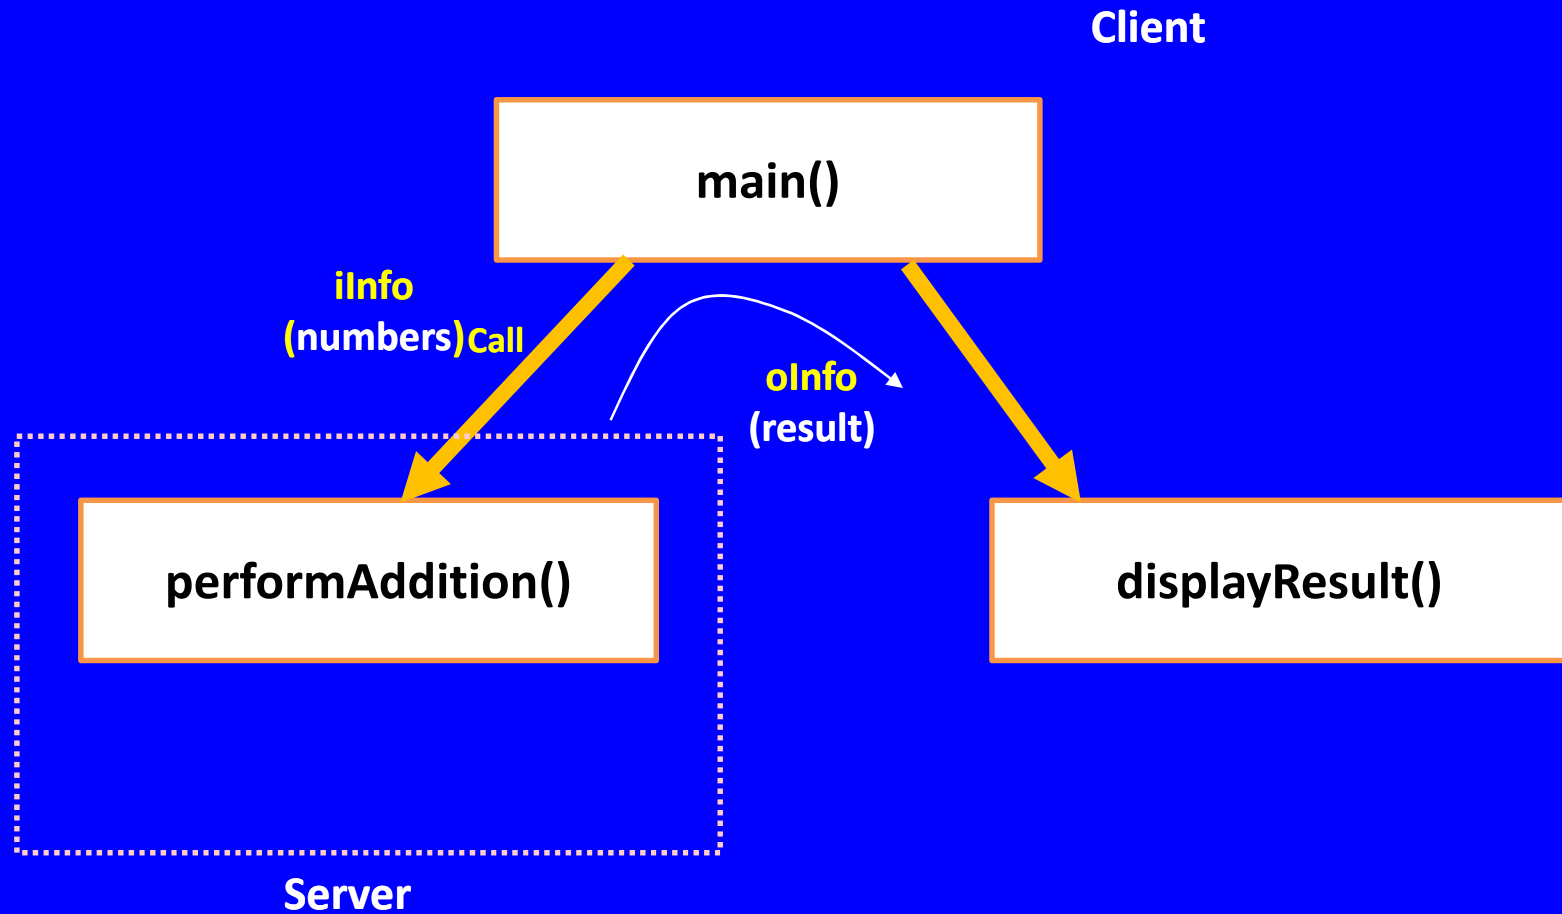 Client
main()
iInfo
(numbers)Call
oInfo
(result)
performAddition()
displayResult()
Server